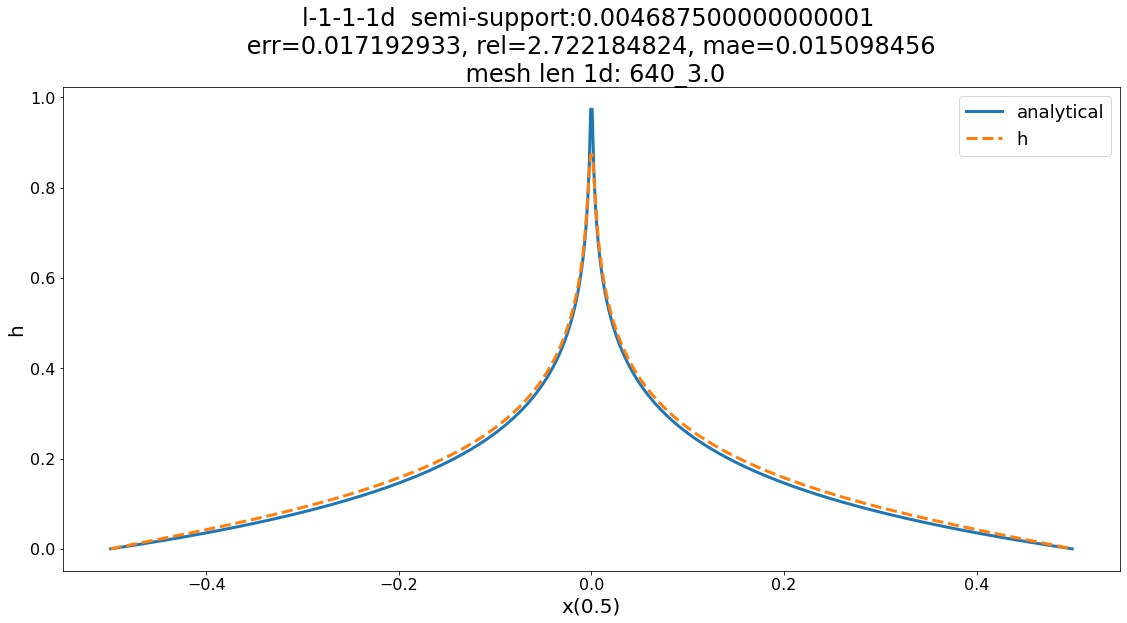 l-1-1-1d  semi-support:0.004687500000000001
err=0.017192933, rel=2.722184824, mae=0.015098456
mesh len 1d: 640_3.0
analytical
h
1.0
0.8
0.6
0.4
0.2
0.0
h
−0.4
−0.2
0.0
0.2
0.4
x(0.5)